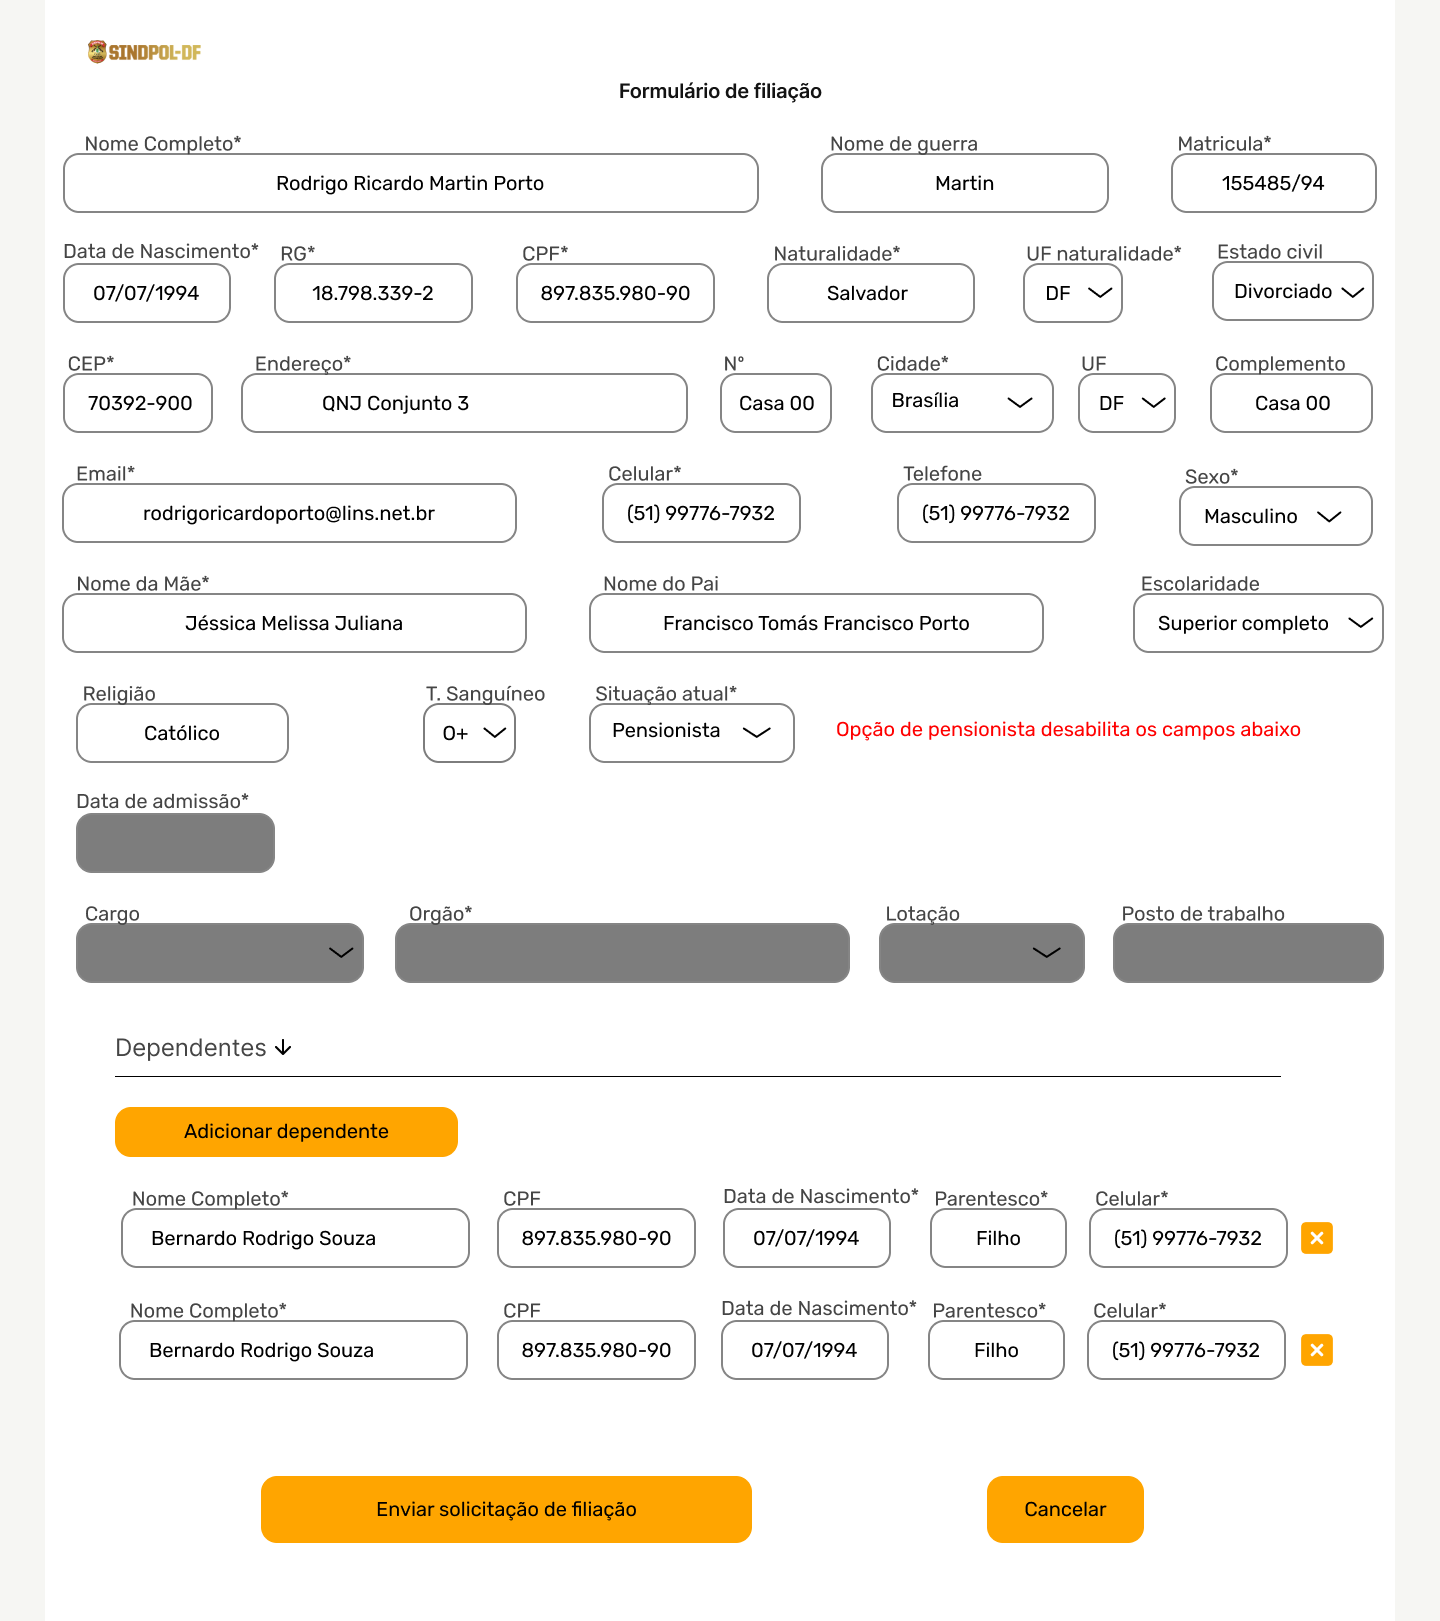 SINDPOL-DF
Formulário de filiação
Nome Completo* Nome de guerra Matricula*
Rodrigo Ricardo Martin Porto Martin 155485/94
Data de Nascimento* RG* CPF* Naturalidade* UF naturalidade* Estado civil
07/07/1994 18.798.339-2 897.835.980-90 Salvador DF Divorciado
CEP* Endereço* Nº Cidade* UF Complemento
70392-900 QNJ Conjunto 3 Casa 00 Brasília DF Casa 00
Email* Celular* Telefone Sexo*
rodrigoricardoporto@lins.net.br (51) 99776-7932 (51) 99776-7932 Masculino
Nome da Mãe* Nome do Pai Escolaridade
Jéssica Melissa Juliana Francisco Tomás Francisco Porto Superior completo
Religião T. Sanguíneo Situação atual*
Católico O+ Pensionista Opção de pensionista desabilita os campos abaixo
Data de admissão*
Cargo Orgão* Lotação Posto de trabalho
Dependentes
Adicionar dependente
Nome Completo* CPF Data de Nascimento* Parentesco* Celular*
Bernardo Rodrigo Souza 897.835.980-90 07/07/1994 Filho (51) 99776-7932
Nome Completo* CPF Data de Nascimento* Parentesco* Celular*
Bernardo Rodrigo Souza 897.835.980-90 07/07/1994 Filho (51) 99776-7932
Enviar solicitação de filiação Cancelar